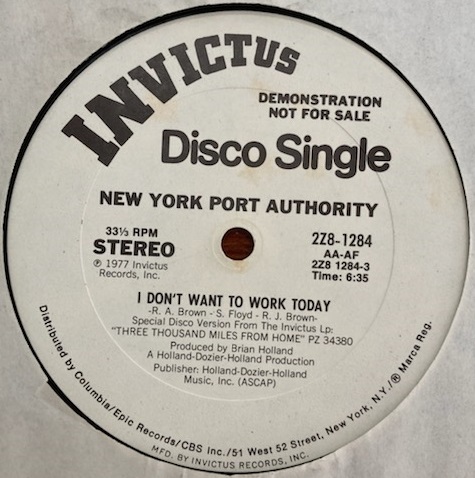 INVICTUS
DEMONSTRATION
NOT FOR SALE
Disco Single
NEW YORK PORT AUTHORITY
33⅓ RPM
STEREO
℗ 1977 Invictus
Records, Inc.
2Z8-1284
AA-AF
2Z8 1284-3
Time: 6:35
I DON'T WANT TO WORK TODAY
-R. A. Brown - S. Floyd - R. J. Brown-
Special Disco Version From The Invictus Lp:
"THREE THOUSAND MILES FROM HOME" PZ 34380
Produced by Brian Holland
A Holland-Dozier-Holland Production
Publisher: Holland-Dozier-Holland
Music, Inc. (ASCAP)
Distributed by Columbia/Epic Records/CBS Inc./51 West 52 Street, New York, N.Y./® Marca Reg.
MFD. BY INVICTUS RECORDS, INC.